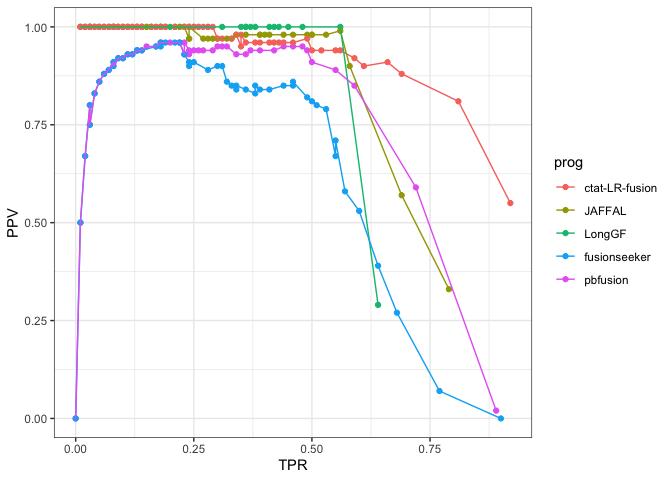 1.00
0.75
0.50
0.25
0.00
PPV
0.00
0.25
0.50
0.75
TPR
prog
ctat-LR-fusion
JAFFAL
LongGF
fusionseeker
pbfusion